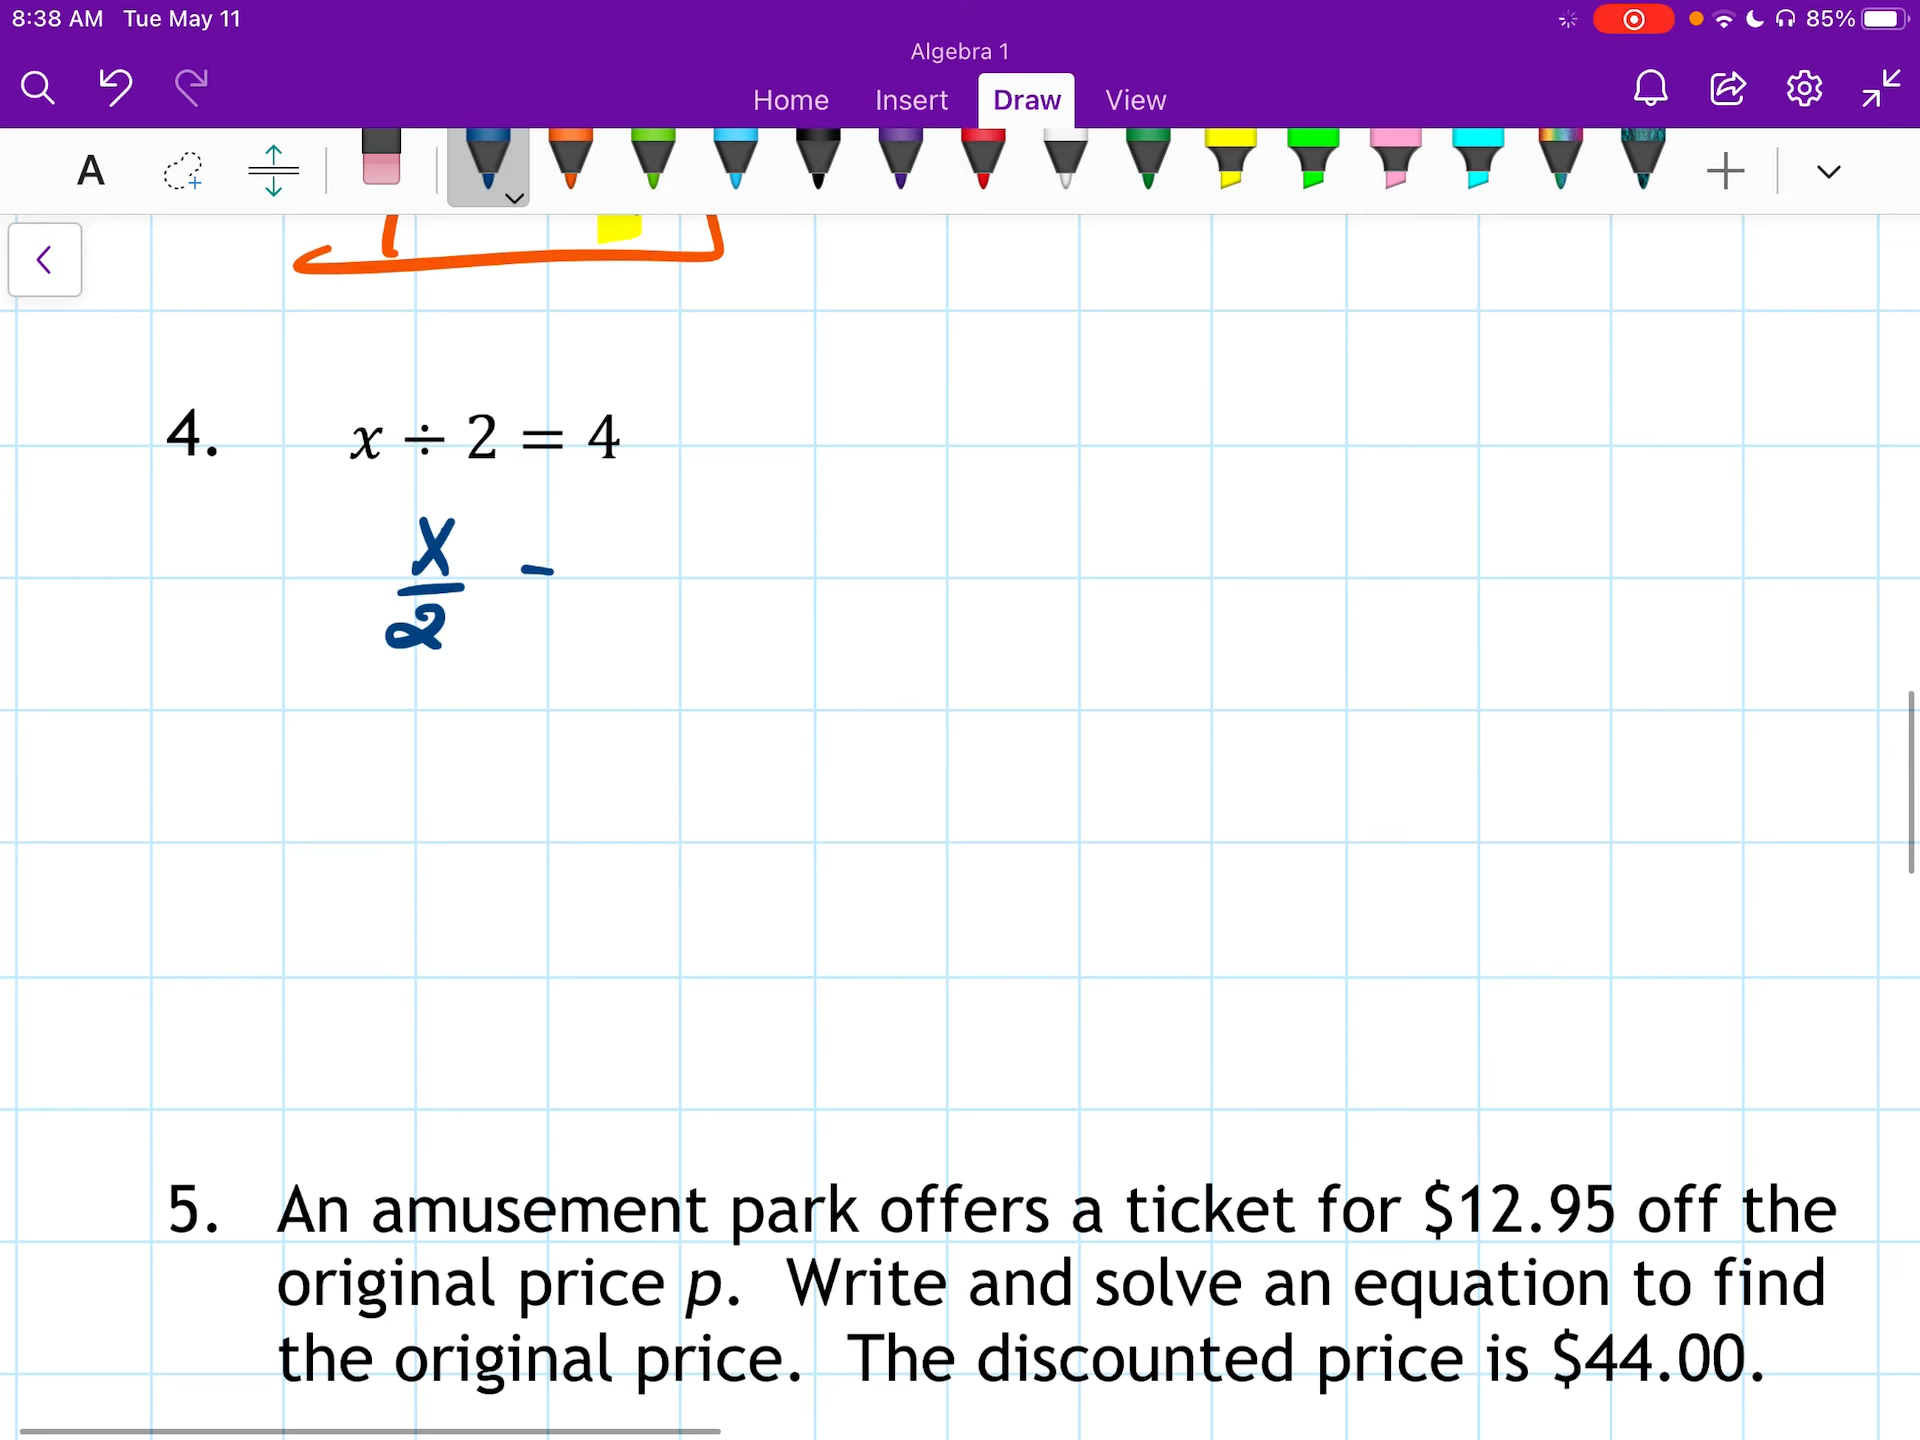 8:38 AM Tue May 11
85%
Algebra 1
Home Insert Draw View
A
4. x ÷ 2 = 4
x
2
-
5. An amusement park offers a ticket for $12.95 off the
original price p. Write and solve an equation to find
the original price. The discounted price is $44.00.